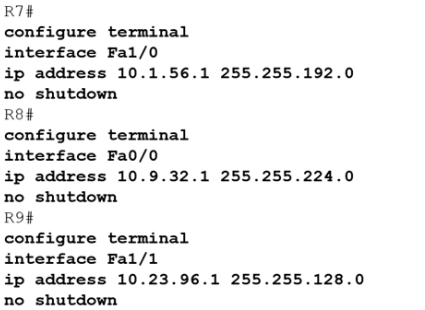 R7#
configure terminal
interface Fa1/0
ip address 10.1.56.1 255.255.192.0
no shutdown
R8#
configure terminal
interface Fa0/0
ip address 10.9.32.1 255.255.224.0
no shutdown
R9#
configure terminal
interface Fa1/1
ip address 10.23.96.1 255.255.128.0
no shutdown